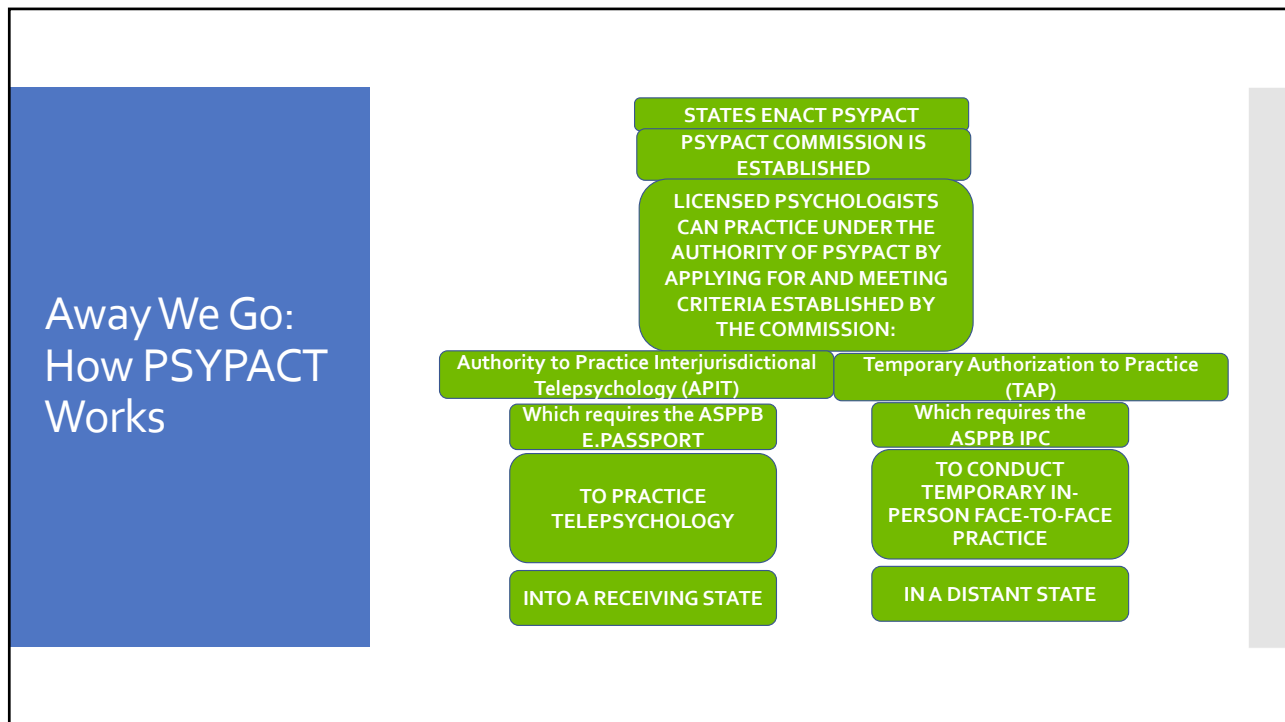 Away We Go:
How PSYPACT
Works
STATES ENACT PSYPACT
PSYPACT COMMISSION IS
ESTABLISHED
LICENSED PSYCHOLOGISTS
CAN PRACTICE UNDER THE
AUTHORITY OF PSYPACT BY
APPLYING FOR AND MEETING
CRITERIA ESTABLISHED BY
THE COMMISSION:
Authority to Practice Interjurisdictional
Telepsychology (APIT)
Which requires the ASPPB
E.PASSPORT
TO PRACTICE
TELEPSYCHOLOGY
INTO A RECEIVING STATE
Temporary Authorization to Practice
(TAP)
Which requires the
ASPPB IPC
TO CONDUCT
TEMPORARY IN-
PERSON FACE-TO-FACE
PRACTICE
IN A DISTANT STATE